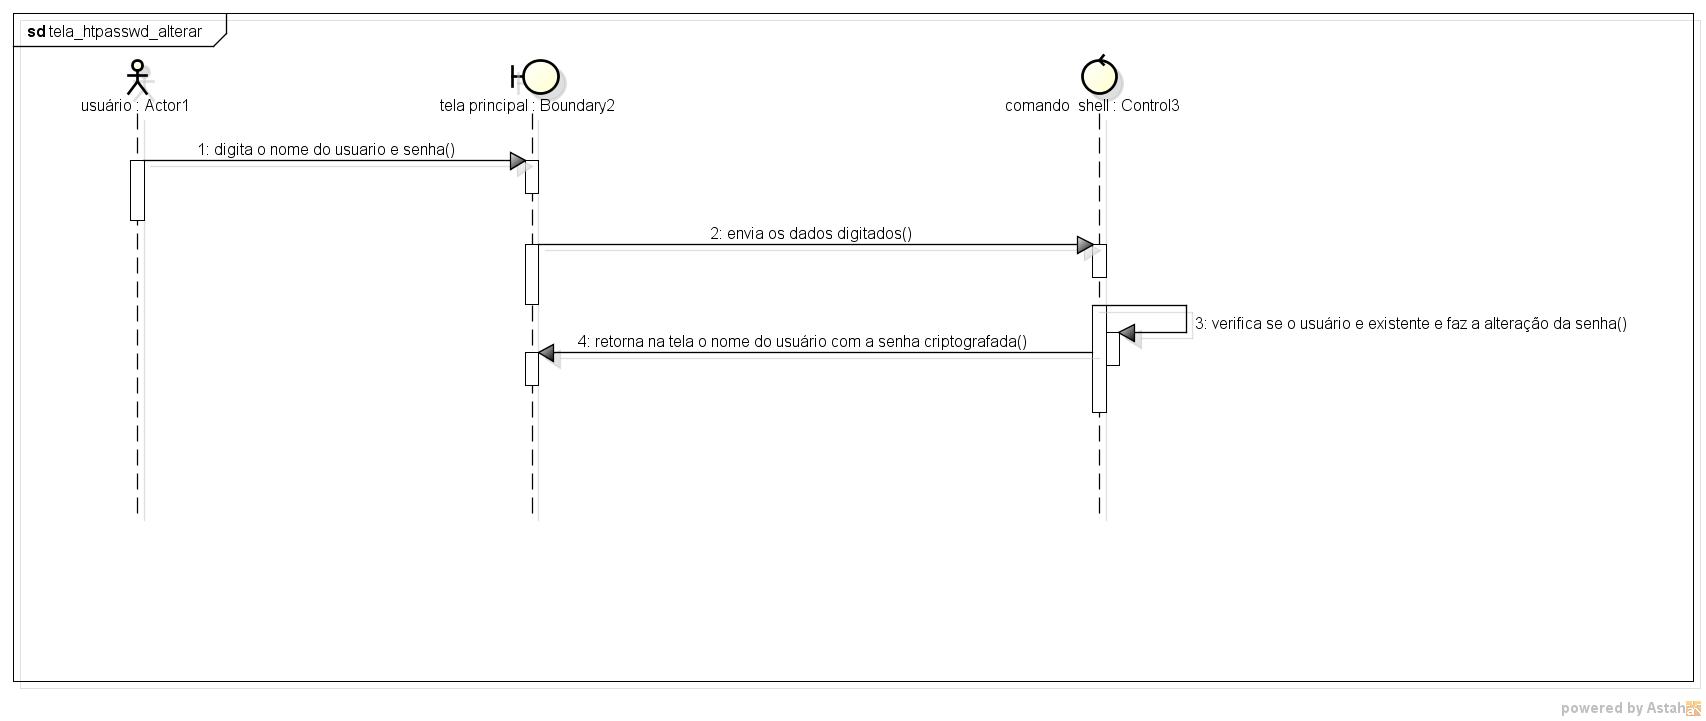 sd tela_htpasswd_alterar
usuário : Actor1
tela principal : Boundary2
comando  shell : Control3
1: digita o nome do usuario e senha()
2: envia os dados digitados()
3: verifica se o usuário e existente e faz a alteração da senha()
4: retorna na tela o nome do usuário com a senha criptografada()
powered by Astah